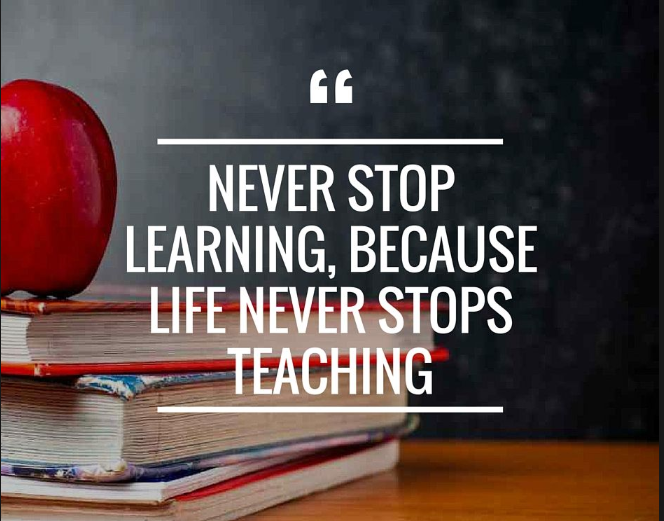 “
NEVER STOP
LEARNING, BECAUSE
LIFE NEVER STOPS
TEACHING